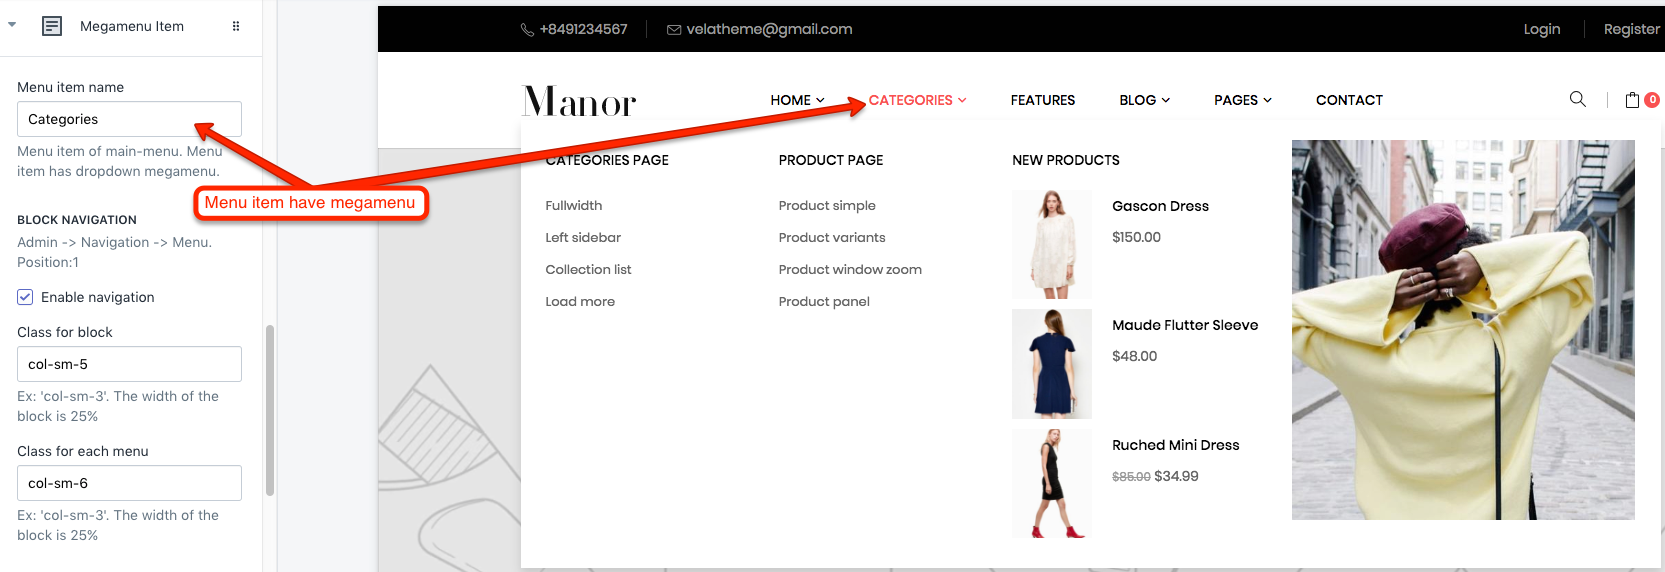 Megamenu Item
Menu item name
Categories
Menu item of main-menu. Menu
item has dropdown megamenu.
BLOCK NAVIGATION
Admin -> Navigation -> Menu.
Position:1
Enable navigation
Class for block
col-sm-5
Ex: 'col-sm-3'. The width of the
block is 25%
Class for each menu
col-sm-6
Ex: 'col-sm-3'. The width of the
block is 25%
Menu item have megamenu
+8491234567
velatheme@gmail.com
Login
Register
Manor
HOME
CATEGORIES
FEATURES
BLOG
PAGES
CONTACT
0
CATEGORIES PAGE
Fullwidth
Left sidebar
Collection list
Load more
PRODUCT PAGE
Product simple
Product variants
Product window zoom
Product panel
NEW PRODUCTS
Gascon Dress
$150.00
Maude Flutter Sleeve
$48.00
Ruched Mini Dress
$85.00 $34.99